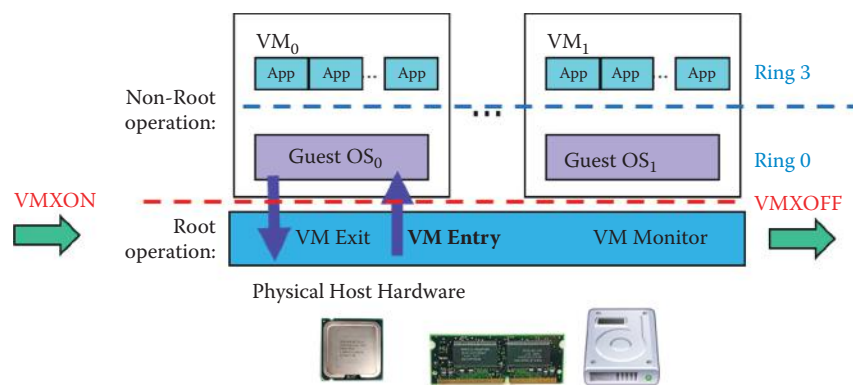 VM0
VM1
App App ... App
App App ... App
Ring 3
Non-Root
operation:
...
Guest OS0
Guest OS1
Ring 0
VMXON
VMXOFF
Root
operation:
VM Exit
VM Entry
VM Monitor
Physical Host Hardware